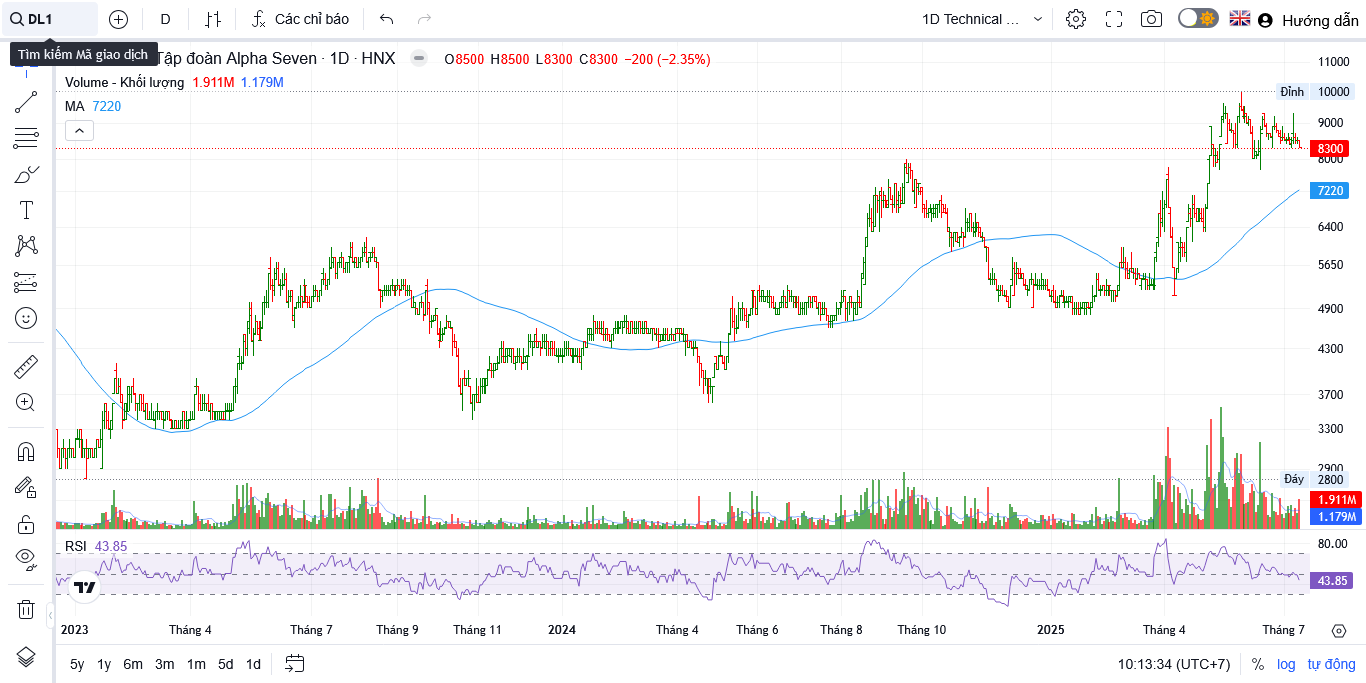 DL1 D Các chỉ báo 1D Technical ... Hướng dẫn
Tìm kiếm Mã giao dịch
Tập đoàn Alpha Seven · 1D · HNX O8500 H8500 L8300 C8300 −200 (−2.35%)
Volume - Khối lượng 1.911M 1.179M
MA 7220
11000
Đỉnh 10000
9000
8300
8000
7220
6400
5650
4900
4300
3700
3300
2900
Đáy 2800
1.911M
1.179M
RSI 43.85
80.00
43.85
2023 Tháng 4 Tháng 7 Tháng 9 Tháng 11 2024 Tháng 4 Tháng 6 Tháng 8 Tháng 10 2025 Tháng 4 Tháng 7
5y 1y 6m 3m 1m 5d 1d 10:13:34 (UTC+7) % log tự động